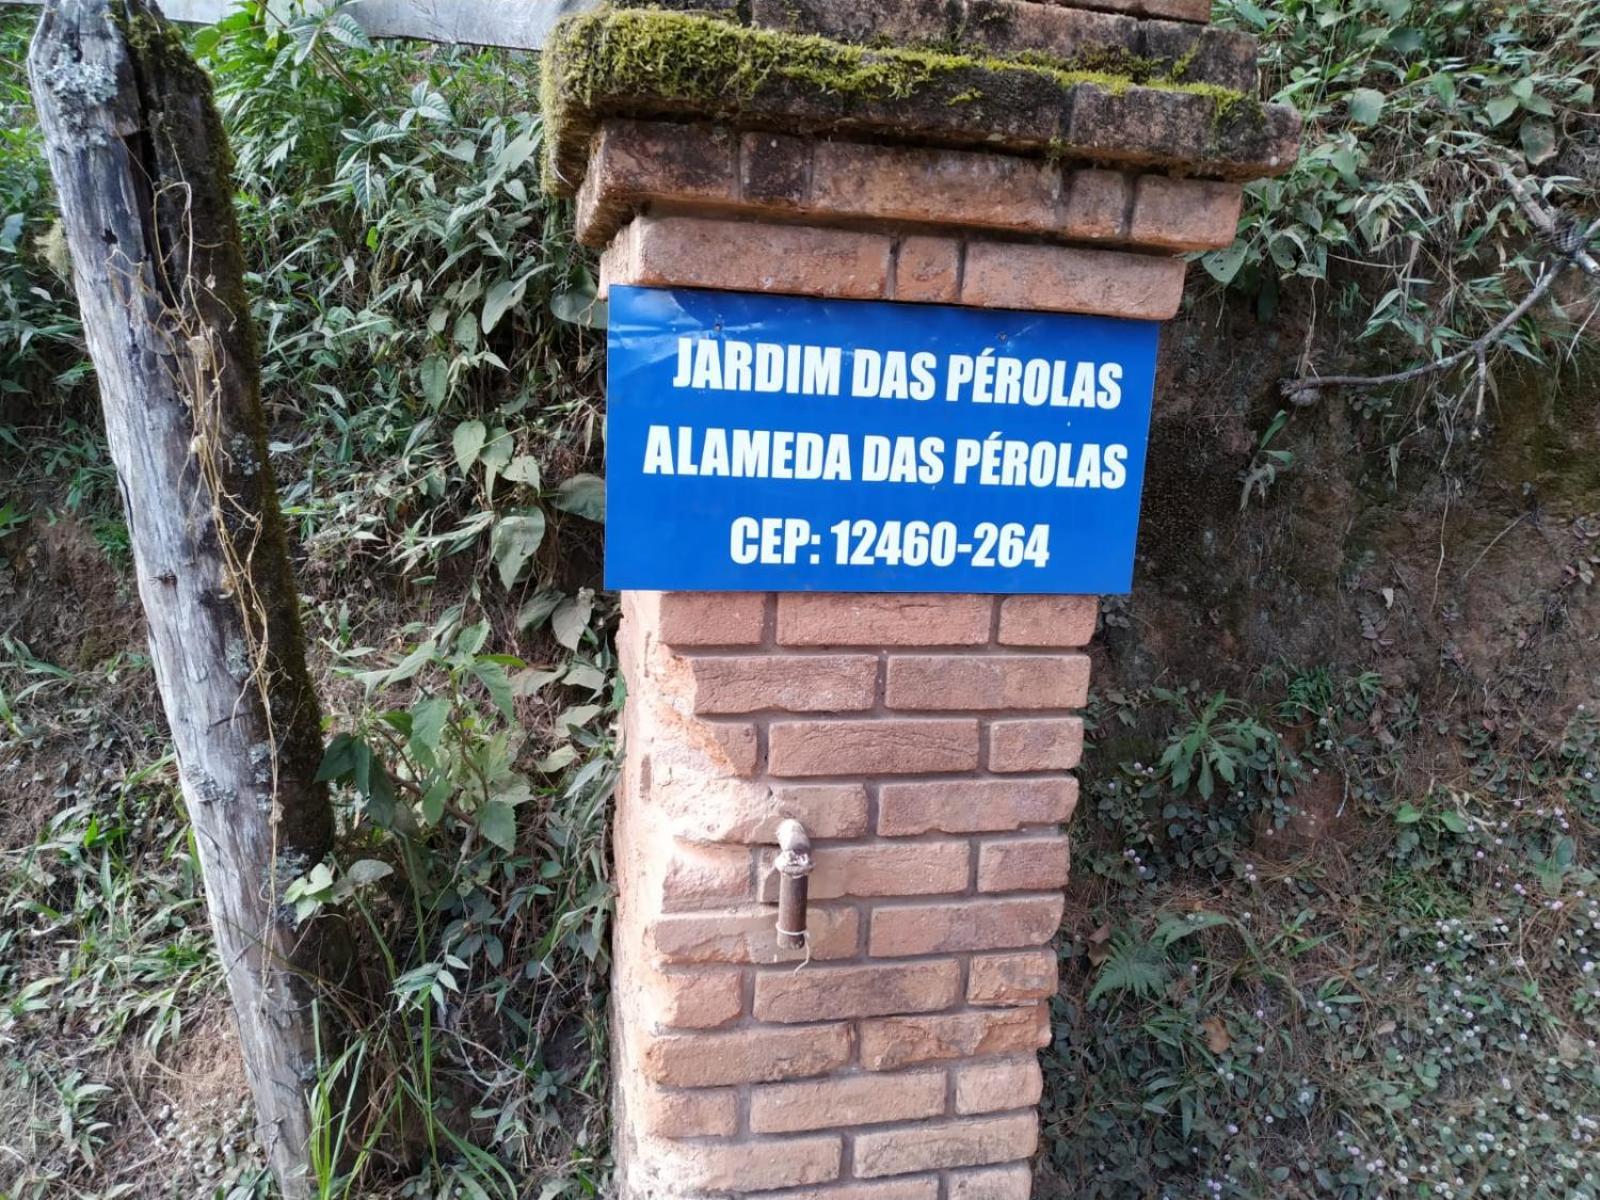 JARDIM DAS PÉROLAS
ALAMEDA DAS PÉROLAS
CEP: 12460-264